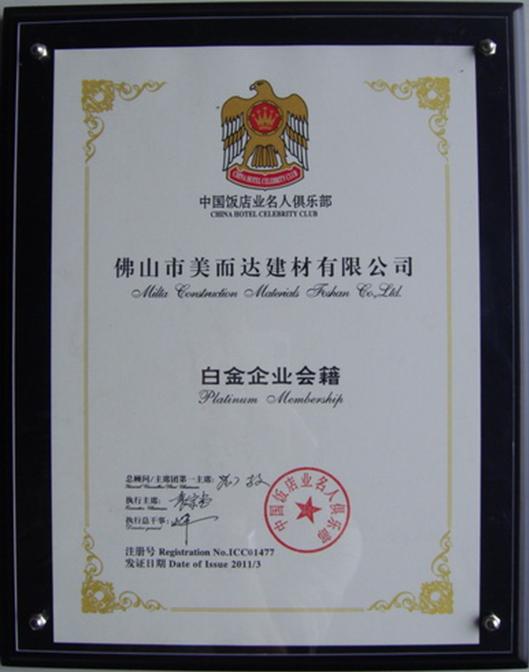 CHINA HOTEL CELEBRITY CLUB
中国饭店业名人俱乐部
CHINA HOTEL CELEBRITY CLUB
佛山市美而达建材有限公司
Milta Construction Materials Foshan Co.,Ltd.
白金企业会籍
Platinum Membership
总顾问/主席团第一主席:
执行主席:
执行总干事:
Director general
中国饭店业名人俱乐部
注册号 Registration No.ICC01477
发证日期 Date of Issue 2011/3